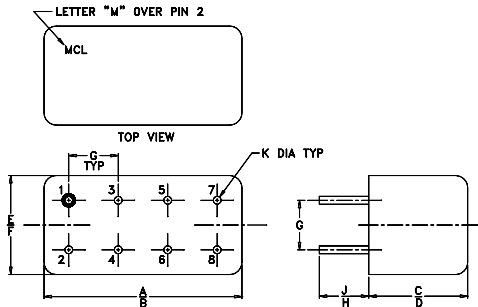 LETTER "M" OVER PIN 2
MCL
TOP VIEW
G
TYP
K DIA TYP
1 3 5 7
E
F
G
2 4 6 8
A
B
J
H
C
D